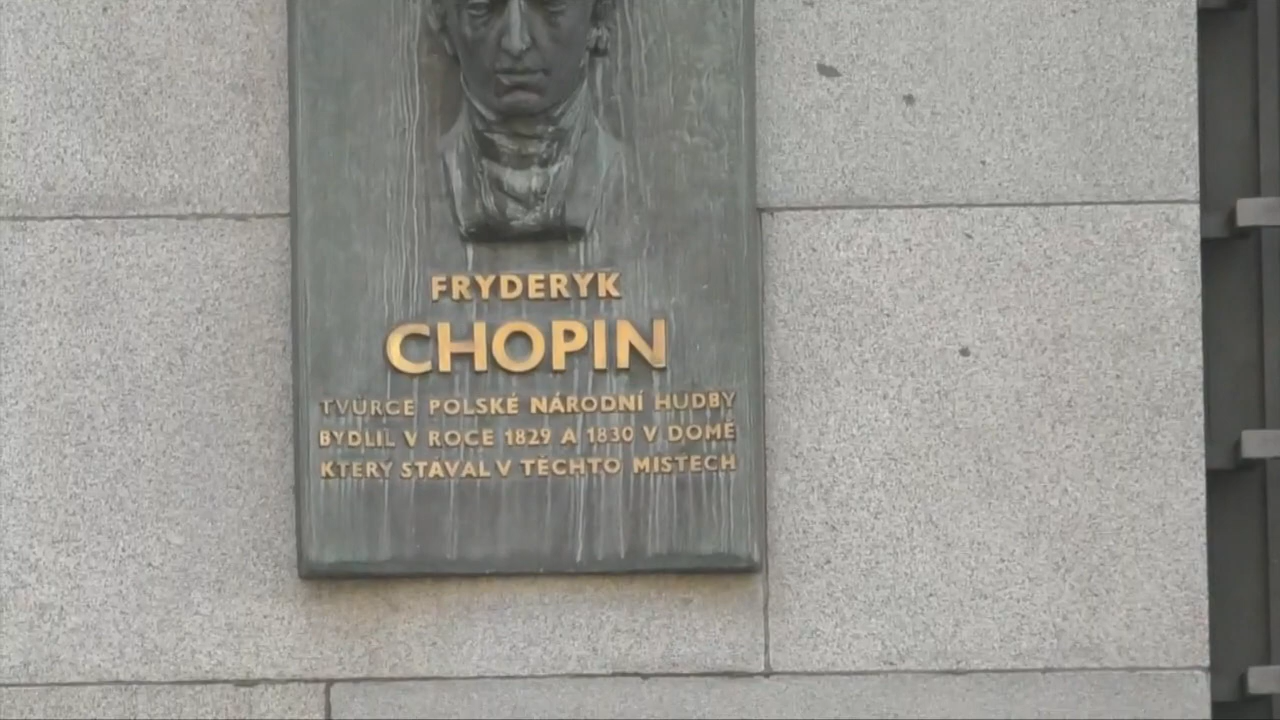 FRYDERYK
CHOPIN
TVŮRCE POLSKÉ NÁRODNÍ HUDBY
BYDLIL V ROCE 1829 A 1830 V DOMĚ
KTERÝ STÁVAL V TĚCHTO MÍSTECH